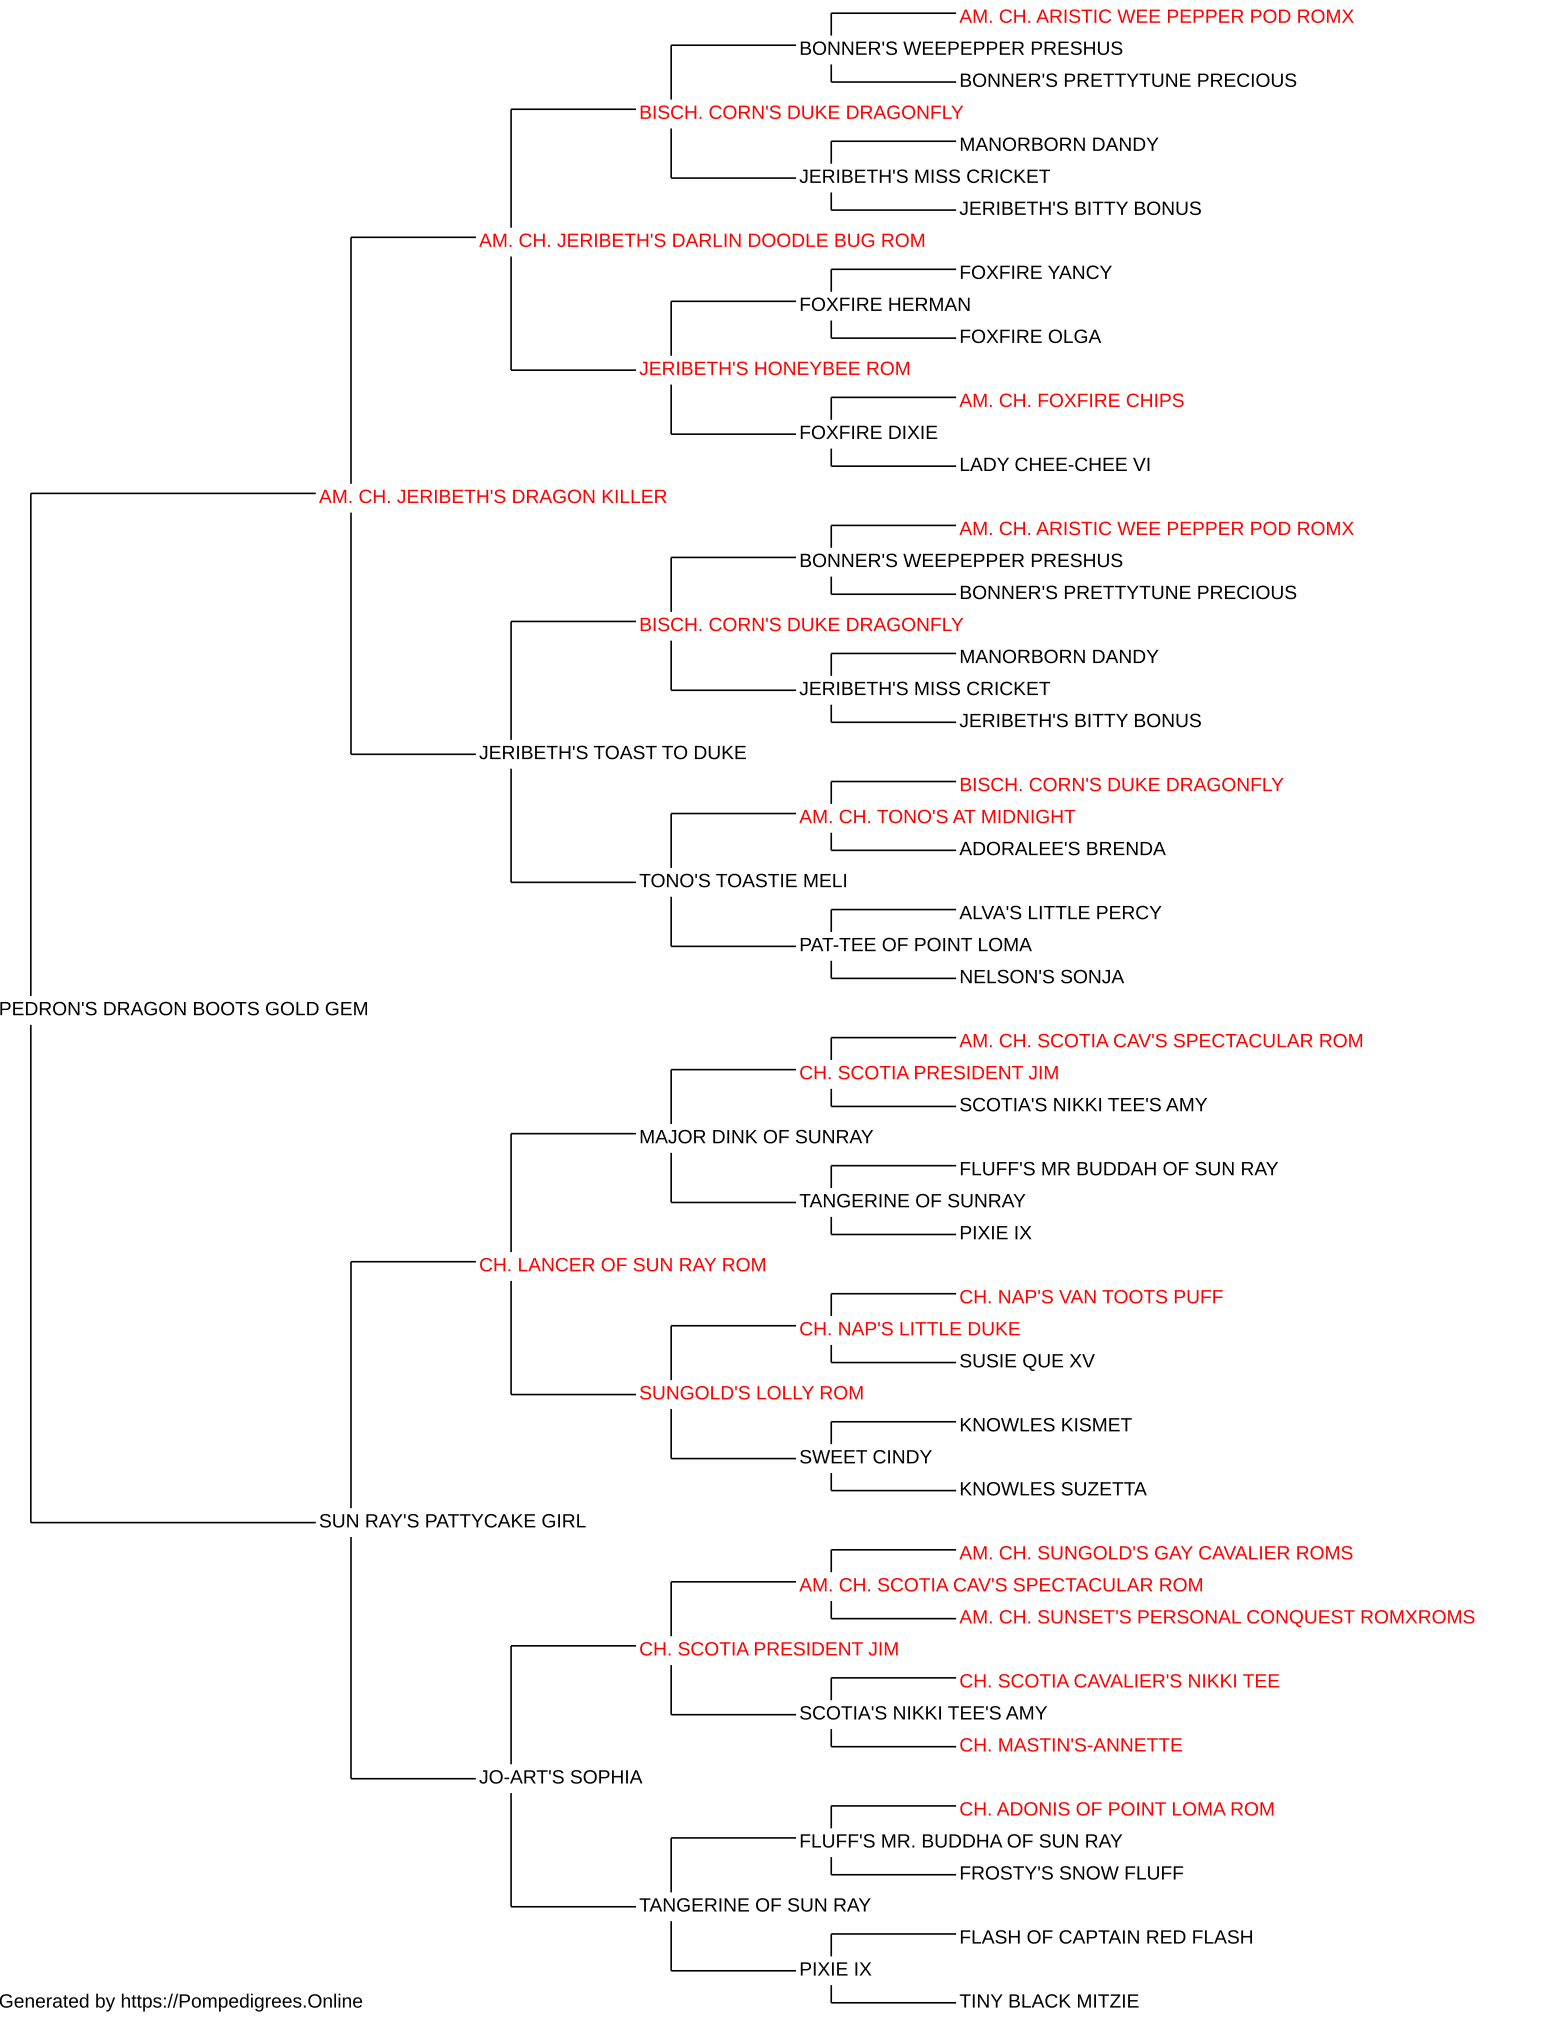 AM. CH. ARISTIC WEE PEPPER POD ROMX
BONNER'S WEEPEPPER PRESHUS
BONNER'S PRETTYTUNE PRECIOUS
BISCH. CORN'S DUKE DRAGONFLY
MANORBORN DANDY
JERIBETH'S MISS CRICKET
JERIBETH'S BITTY BONUS
AM. CH. JERIBETH'S DARLIN DOODLE BUG ROM
FOXFIRE YANCY
FOXFIRE HERMAN
FOXFIRE OLGA
JERIBETH'S HONEYBEE ROM
AM. CH. FOXFIRE CHIPS
FOXFIRE DIXIE
LADY CHEE-CHEE VI
AM. CH. JERIBETH'S DRAGON KILLER
AM. CH. ARISTIC WEE PEPPER POD ROMX
BONNER'S WEEPEPPER PRESHUS
BONNER'S PRETTYTUNE PRECIOUS
BISCH. CORN'S DUKE DRAGONFLY
MANORBORN DANDY
JERIBETH'S MISS CRICKET
JERIBETH'S BITTY BONUS
JERIBETH'S TOAST TO DUKE
BISCH. CORN'S DUKE DRAGONFLY
AM. CH. TONO'S AT MIDNIGHT
ADORALEE'S BRENDA
TONO'S TOASTIE MELI
ALVA'S LITTLE PERCY
PAT-TEE OF POINT LOMA
NELSON'S SONJA
PEDRON'S DRAGON BOOTS GOLD GEM
AM. CH. SCOTIA CAV'S SPECTACULAR ROM
CH. SCOTIA PRESIDENT JIM
SCOTIA'S NIKKI TEE'S AMY
MAJOR DINK OF SUNRAY
FLUFF'S MR BUDDAH OF SUN RAY
TANGERINE OF SUNRAY
PIXIE IX
CH. LANCER OF SUN RAY ROM
CH. NAP'S VAN TOOTS PUFF
CH. NAP'S LITTLE DUKE
SUSIE QUE XV
SUNGOLD'S LOLLY ROM
KNOWLES KISMET
SWEET CINDY
KNOWLES SUZETTA
SUN RAY'S PATTYCAKE GIRL
AM. CH. SUNGOLD'S GAY CAVALIER ROMS
AM. CH. SCOTIA CAV'S SPECTACULAR ROM
AM. CH. SUNSET'S PERSONAL CONQUEST ROMXROMS
CH. SCOTIA PRESIDENT JIM
CH. SCOTIA CAVALIER'S NIKKI TEE
SCOTIA'S NIKKI TEE'S AMY
CH. MASTIN'S-ANNETTE
JO-ART'S SOPHIA
CH. ADONIS OF POINT LOMA ROM
FLUFF'S MR. BUDDHA OF SUN RAY
FROSTY'S SNOW FLUFF
TANGERINE OF SUN RAY
FLASH OF CAPTAIN RED FLASH
PIXIE IX
TINY BLACK MITZIE
Generated by https://Pompedigrees.Online